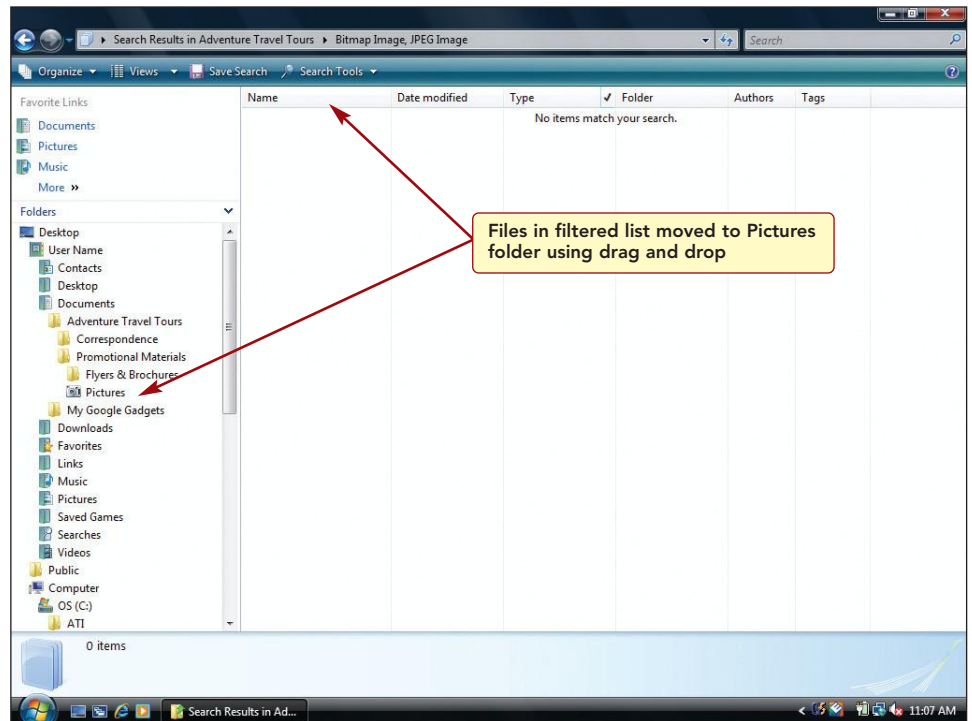 Search Results in Adventure Travel Tours ▸ Bitmap Image, JPEG Image
Search
Organize
Views
Save Search
Search Tools
Favorite Links
Documents
Pictures
Music
More »
Folders
Desktop
User Name
Contacts
Desktop
Documents
Adventure Travel Tours
Correspondence
Promotional Materials
Flyers & Brochures
Pictures
My Google Gadgets
Downloads
Favorites
Links
Music
Pictures
Saved Games
Searches
Videos
Public
Computer
OS (C:)
ATI
Name Date modified Type Folder Authors Tags
No items match your search.
Files in filtered list moved to Pictures
folder using drag and drop
0 items
Search Results in Ad...
11:07 AM